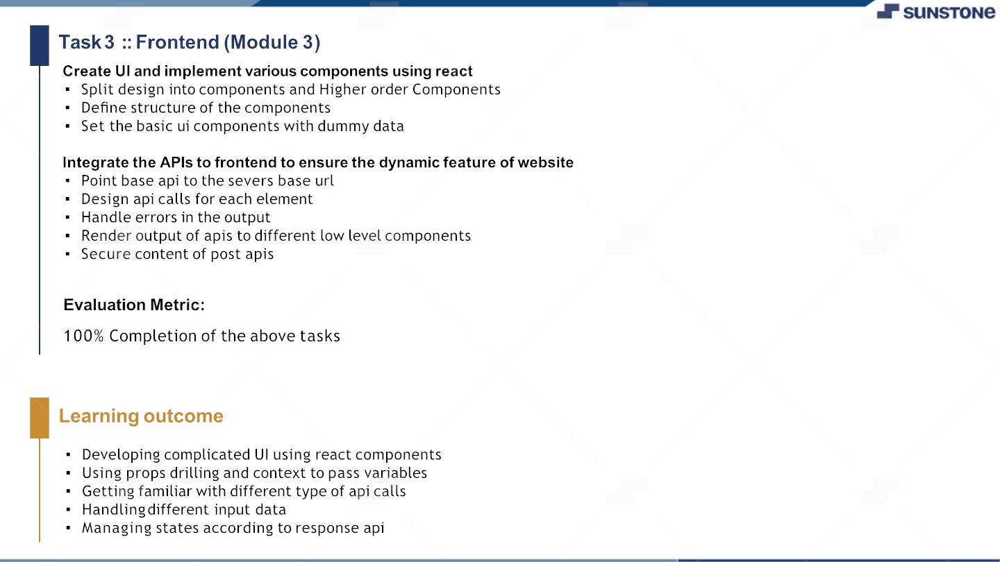 SUNSTONE
Task 3 :: Frontend (Module 3)
Create UI and implement various components using react
▪ Split design into components and Higher order Components
▪ Define structure of the components
▪ Set the basic ui components with dummy data
Integrate the APIs to frontend to ensure the dynamic feature of website
▪ Point base api to the severs base url
▪ Design api calls for each element
▪ Handle errors in the output
▪ Render output of apis to different low level components
▪ Secure content of post apis
Evaluation Metric:
100% Completion of the above tasks
Learning outcome
▪ Developing complicated UI using react components
▪ Using props drilling and context to pass variables
▪ Getting familiar with different type of api calls
▪ Handling different input data
▪ Managing states according to response api